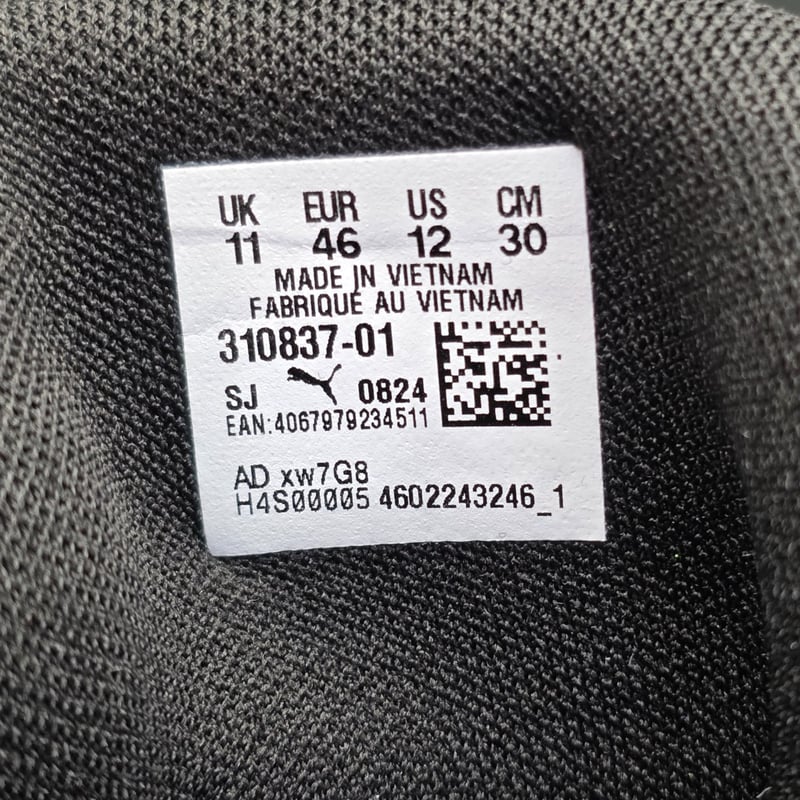 UK EUR US CM
11 46 12 30
MADE IN VIETNAM
FABRIQUÉ AU VIETNAM
310837-01
SJ 0824
EAN:4067979234511
AD xw7G8
H4S00005 4602243246_1